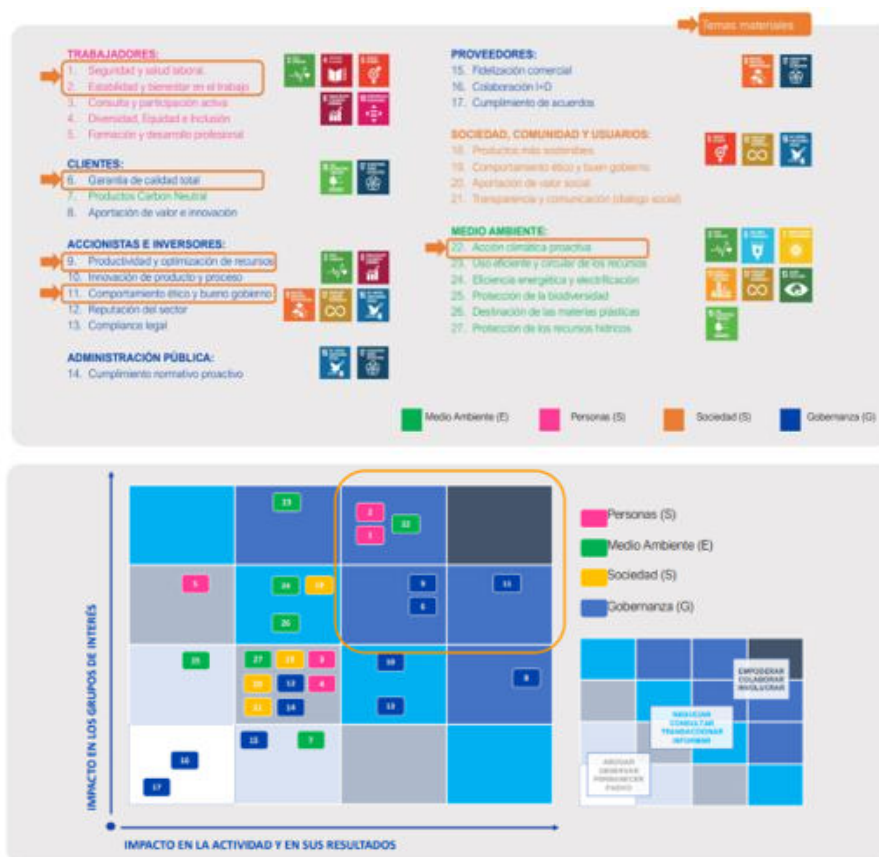 Temas materiales
TRABAJADORES:
1. Seguridad y salud laboral
2. Estabilidad y bienestar en el trabajo
3. Consulta y participación activa
4. Diversidad, Equidad e Inclusión
5. Formación y desarrollo profesional
CLIENTES:
6. Garantía de calidad total
7. Productos Carbon Neutral
8. Aportación de valor e innovación
ACCIONISTAS E INVERSORES:
9. Productividad y optimización de recursos
10. Innovación de producto y proceso
11. Comportamiento ético y bueno gobierno
12. Reputación del sector
13. Compliance legal
ADMINISTRACIÓN PÚBLICA:
14. Cumplimiento normativo proactivo
PROVEEDORES:
15. Fidelización comercial
16. Colaboración I+D
17. Cumplimiento de acuerdos
SOCIEDAD, COMUNIDAD Y USUARIOS:
18. Productos más sostenibles
19. Comportamiento ético y buen gobierno
20. Aportación de valor social
21. Transparencia y comunicación (diálogo social)
MEDIO AMBIENTE:
22. Acción climática proactiva
23. Uso eficiente y circular de los recursos
24. Eficiencia energética y electrificación
25. Protección de la biodiversidad
26. Destinación de las materias plásticas
27. Protección de los recursos hídricos
Medio Ambiente (E)
Personas (S)
Sociedad (S)
Gobernanza (G)
IMPACTO EN LOS GRUPOS DE INTERÉS
23
2
22
1
5
9
11
6
26
27
3
12
4
21
14
10
13
8
15
7
16
17
Personas (S)
Medio Ambiente (E)
Sociedad (S)
Gobernanza (G)
EMPODERAR
COLABORAR
INVOLUCRAR
CONSULTAR
TRANSACCIONAR
INFORMAR
OBSERVAR
PERMANECER
PASIVO
IMPACTO EN LA ACTIVIDAD Y EN SUS RESULTADOS